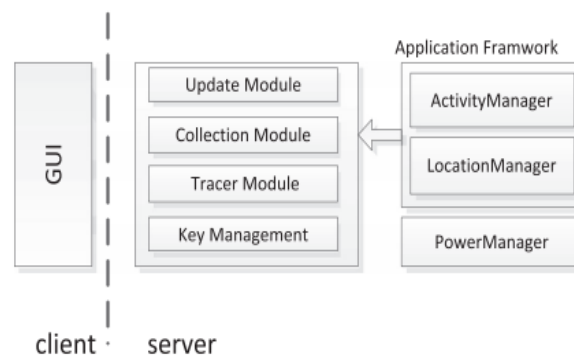 Application Framwork
GUI
Update Module
Collection Module
Tracer Module
Key Management
ActivityManager
LocationManager
PowerManager
client
server